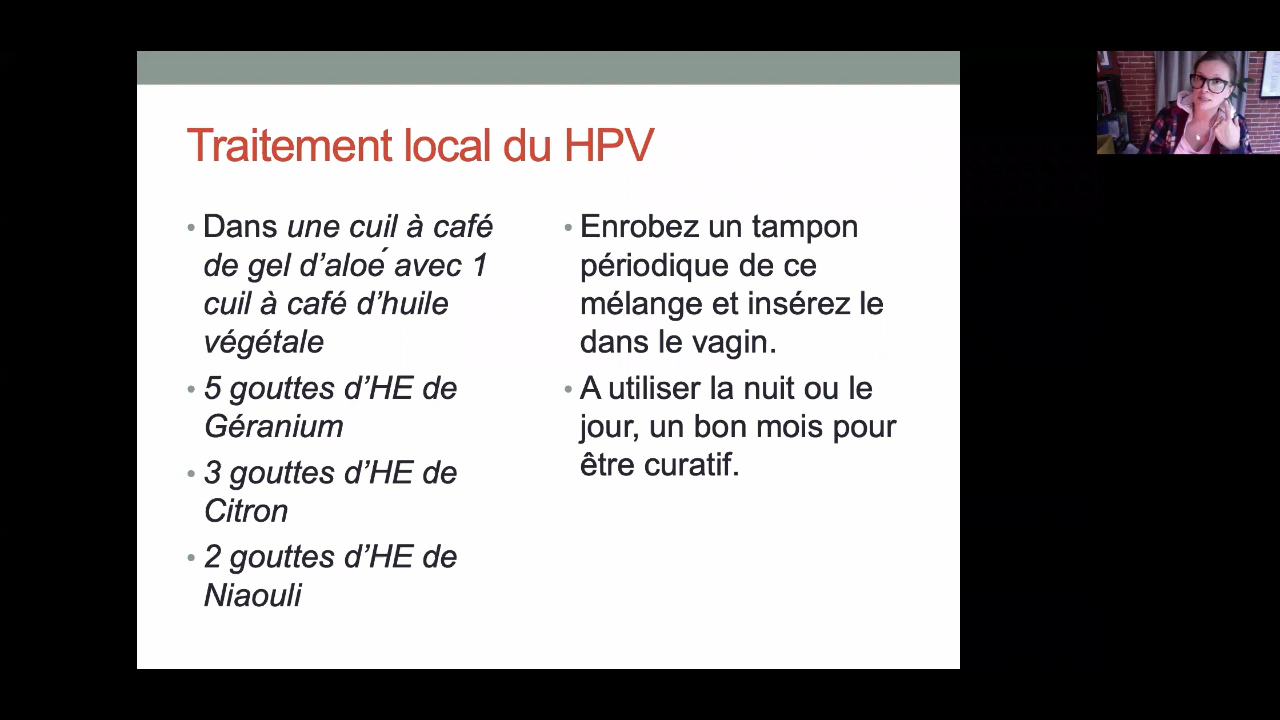 Traitement local du HPV
• Dans une cuil à café
de gel d’aloé avec 1
cuil à café d’huile
végétale
• 5 gouttes d’HE de
Géranium
• 3 gouttes d’HE de
Citron
• 2 gouttes d’HE de
Niaouli
• Enrobez un tampon
périodique de ce
mélange et insérez le
dans le vagin.
• A utiliser la nuit ou le
jour, un bon mois pour
être curatif.